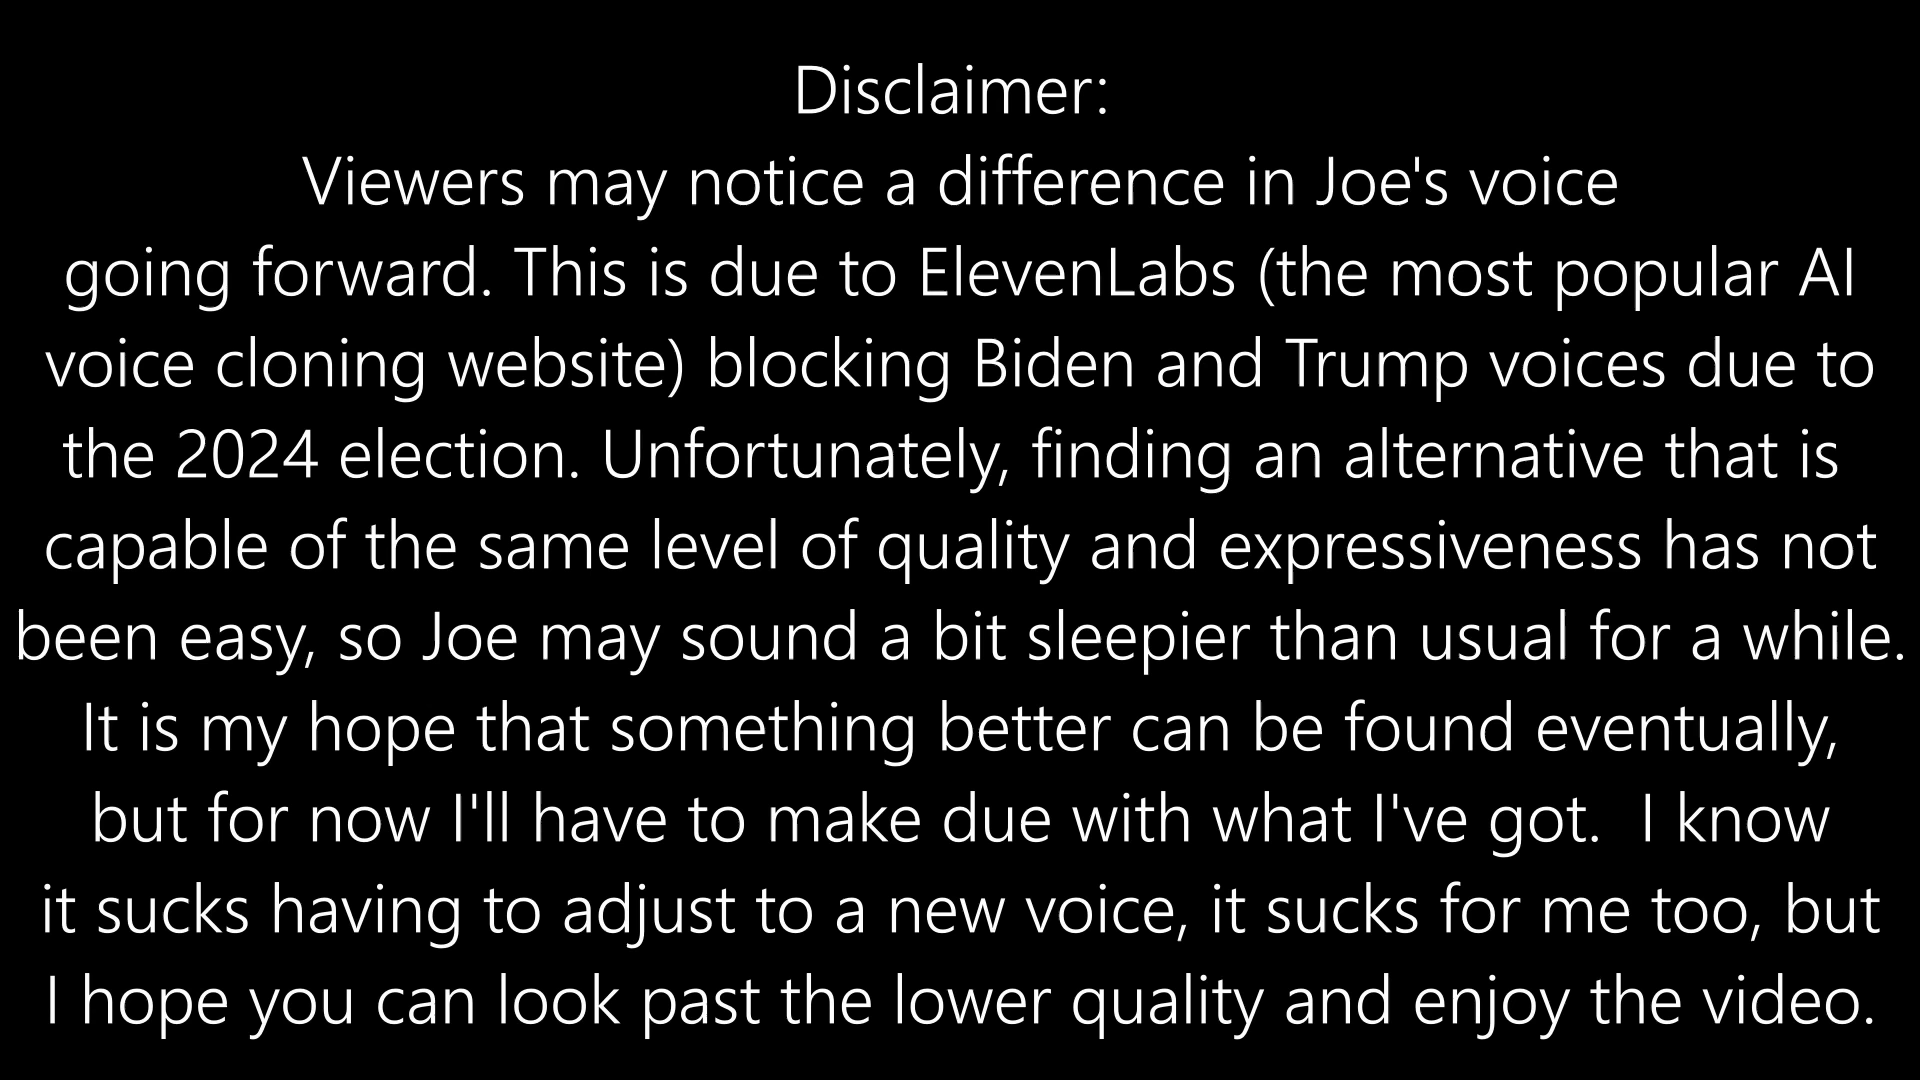 Disclaimer:
Viewers may notice a difference in Joe's voice
going forward. This is due to ElevenLabs (the most popular AI
voice cloning website) blocking Biden and Trump voices due to
the 2024 election. Unfortunately, finding an alternative that is
capable of the same level of quality and expressiveness has not
been easy, so Joe may sound a bit sleepier than usual for a while.
It is my hope that something better can be found eventually,
but for now I'll have to make due with what I've got.  I know
it sucks having to adjust to a new voice, it sucks for me too, but
I hope you can look past the lower quality and enjoy the video.